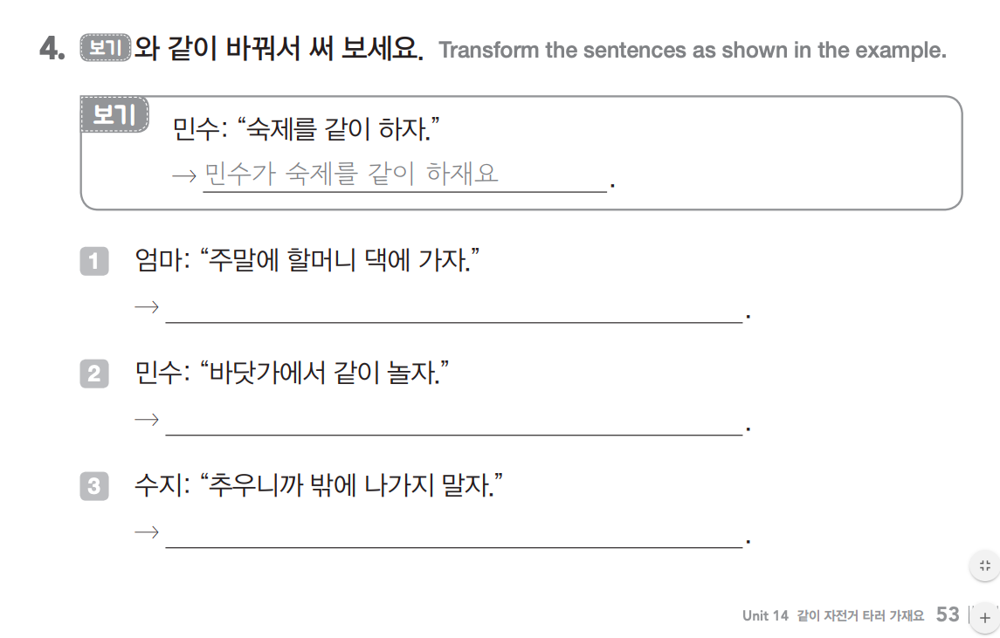 4. 보기와 같이 바꿔서 써 보세요. Transform the sentences as shown in the example.
보기
민수: “숙제를 같이 하자.”
→ 민수가 숙제를 같이 하재요.
1 엄마: “주말에 할머니 댁에 가자.”
→ .
2 민수: “바닷가에서 같이 놀자.”
→ .
3 수지: “추우니까 밖에 나가지 말자.”
→ .
Unit 14 같이 자전거 타러 가재요 53